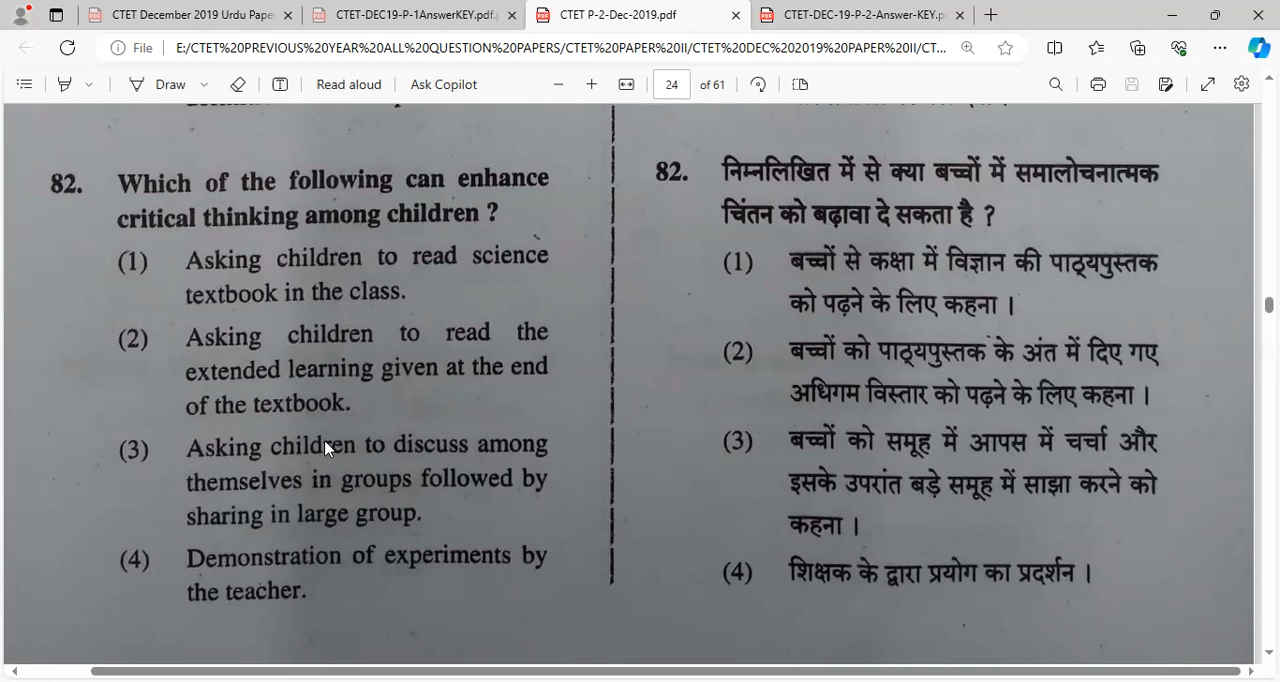 CTET December 2019 Urdu Pape
CTET-DEC19-P-1AnswerKEY.pdf
CTET P-2-Dec-2019.pdf
CTET-DEC-19-P-2-Answer-KEY.p
File
E:/CTET%20PREVIOUS%20YEAR%20ALL%20QUESTION%20PAPERS/CTET%20PAPER%20II/CTET%20DEC%202019%20PAPER%20II/CT...
Draw
Read aloud
Ask Copilot
24
of 61
82. Which of the following can enhance
critical thinking among children ?
(1) Asking children to read science
textbook in the class.
(2) Asking children to read the
extended learning given at the end
of the textbook.
(3) Asking children to discuss among
themselves in groups followed by
sharing in large group.
(4) Demonstration of experiments by
the teacher.
82. निम्नलिखित में से क्या बच्चों में समालोचनात्मक
चिंतन को बढ़ावा दे सकता है ?
(1) बच्चों से कक्षा में विज्ञान की पाठ्यपुस्तक
को पढ़ने के लिए कहना ।
(2) बच्चों को पाठ्यपुस्तक के अंत में दिए गए
अधिगम विस्तार को पढ़ने के लिए कहना ।
(3) बच्चों को समूह में आपस में चर्चा और
इसके उपरांत बड़े समूह में साझा करने को
कहना ।
(4) शिक्षक के द्वारा प्रयोग का प्रदर्शन ।